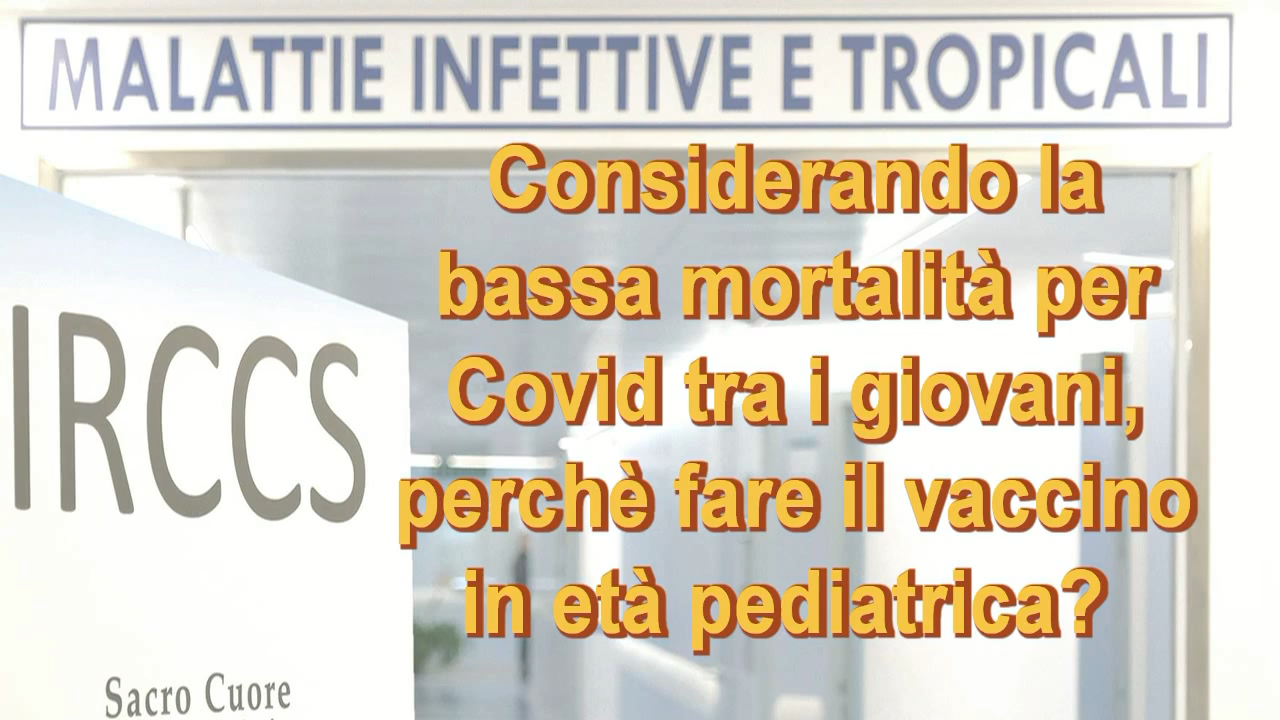 MALATTIE INFETTIVE E TROPICALI
Considerando la
bassa mortalità per
Covid tra i giovani,
perchè fare il vaccino
in età pediatrica?
IRCCS
Sacro Cuore